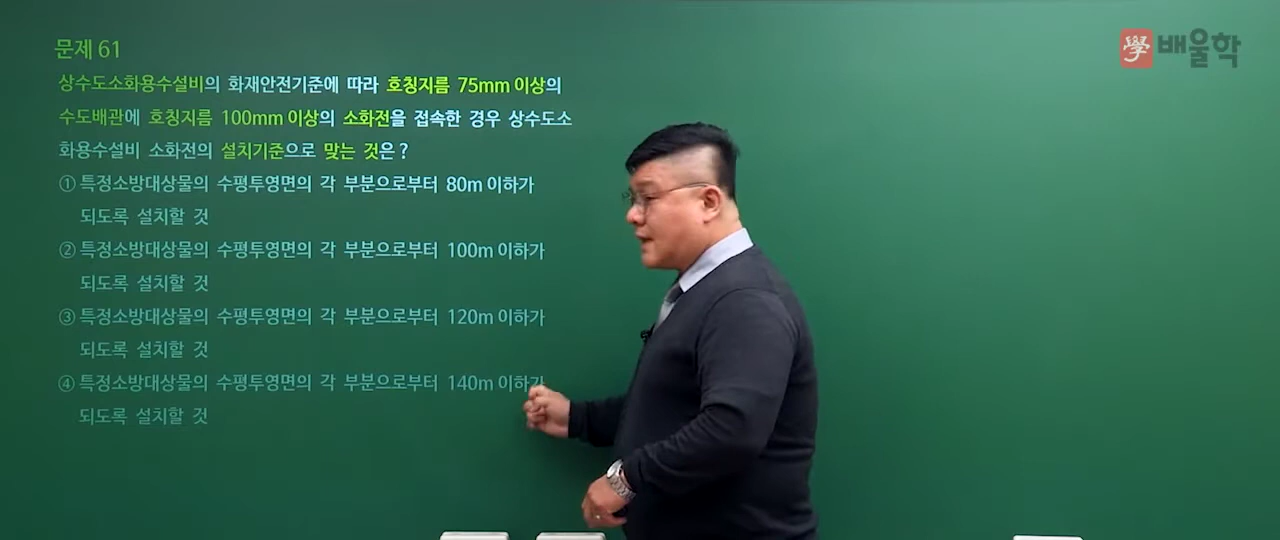 문제 61
學 배울학
상수도소화용수설비의 화재안전기준에 따라 호칭지름 75mm 이상의
수도배관에 호칭지름 100mm 이상의 소화전을 접속한 경우 상수도소
화용수설비 소화전의 설치기준으로 맞는 것은?
① 특정소방대상물의 수평투영면의 각 부분으로부터 80m 이하가
되도록 설치할 것
② 특정소방대상물의 수평투영면의 각 부분으로부터 100m 이하가
되도록 설치할 것
③ 특정소방대상물의 수평투영면의 각 부분으로부터 120m 이하가
되도록 설치할 것
④ 특정소방대상물의 수평투영면의 각 부분으로부터 140m 이하가
되도록 설치할 것